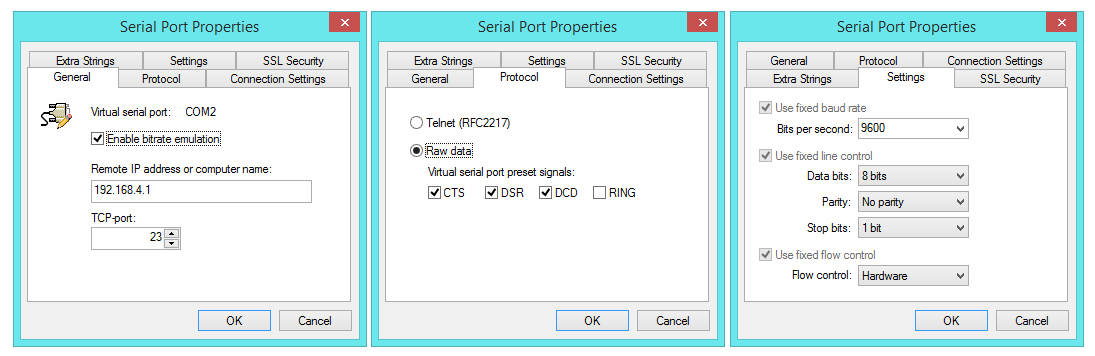 Serial Port Properties
Extra Strings Settings SSL Security
General Protocol Connection Settings
Virtual serial port: COM2
Enable bitrate emulation
Remote IP address or computer name:
192.168.4.1
TCP-port:
23
OK Cancel
Serial Port Properties
Extra Strings Settings SSL Security
General Protocol Connection Settings
Telnet (RFC2217)
Raw data
Virtual serial port preset signals:
CTS DSR DCD RING
OK Cancel
Serial Port Properties
General Protocol Connection Settings
Extra Strings Settings SSL Security
Use fixed baud rate
Bits per second: 9600
Use fixed line control
Data bits: 8 bits
Parity: No parity
Stop bits: 1 bit
Use fixed flow control
Flow control: Hardware
OK Cancel